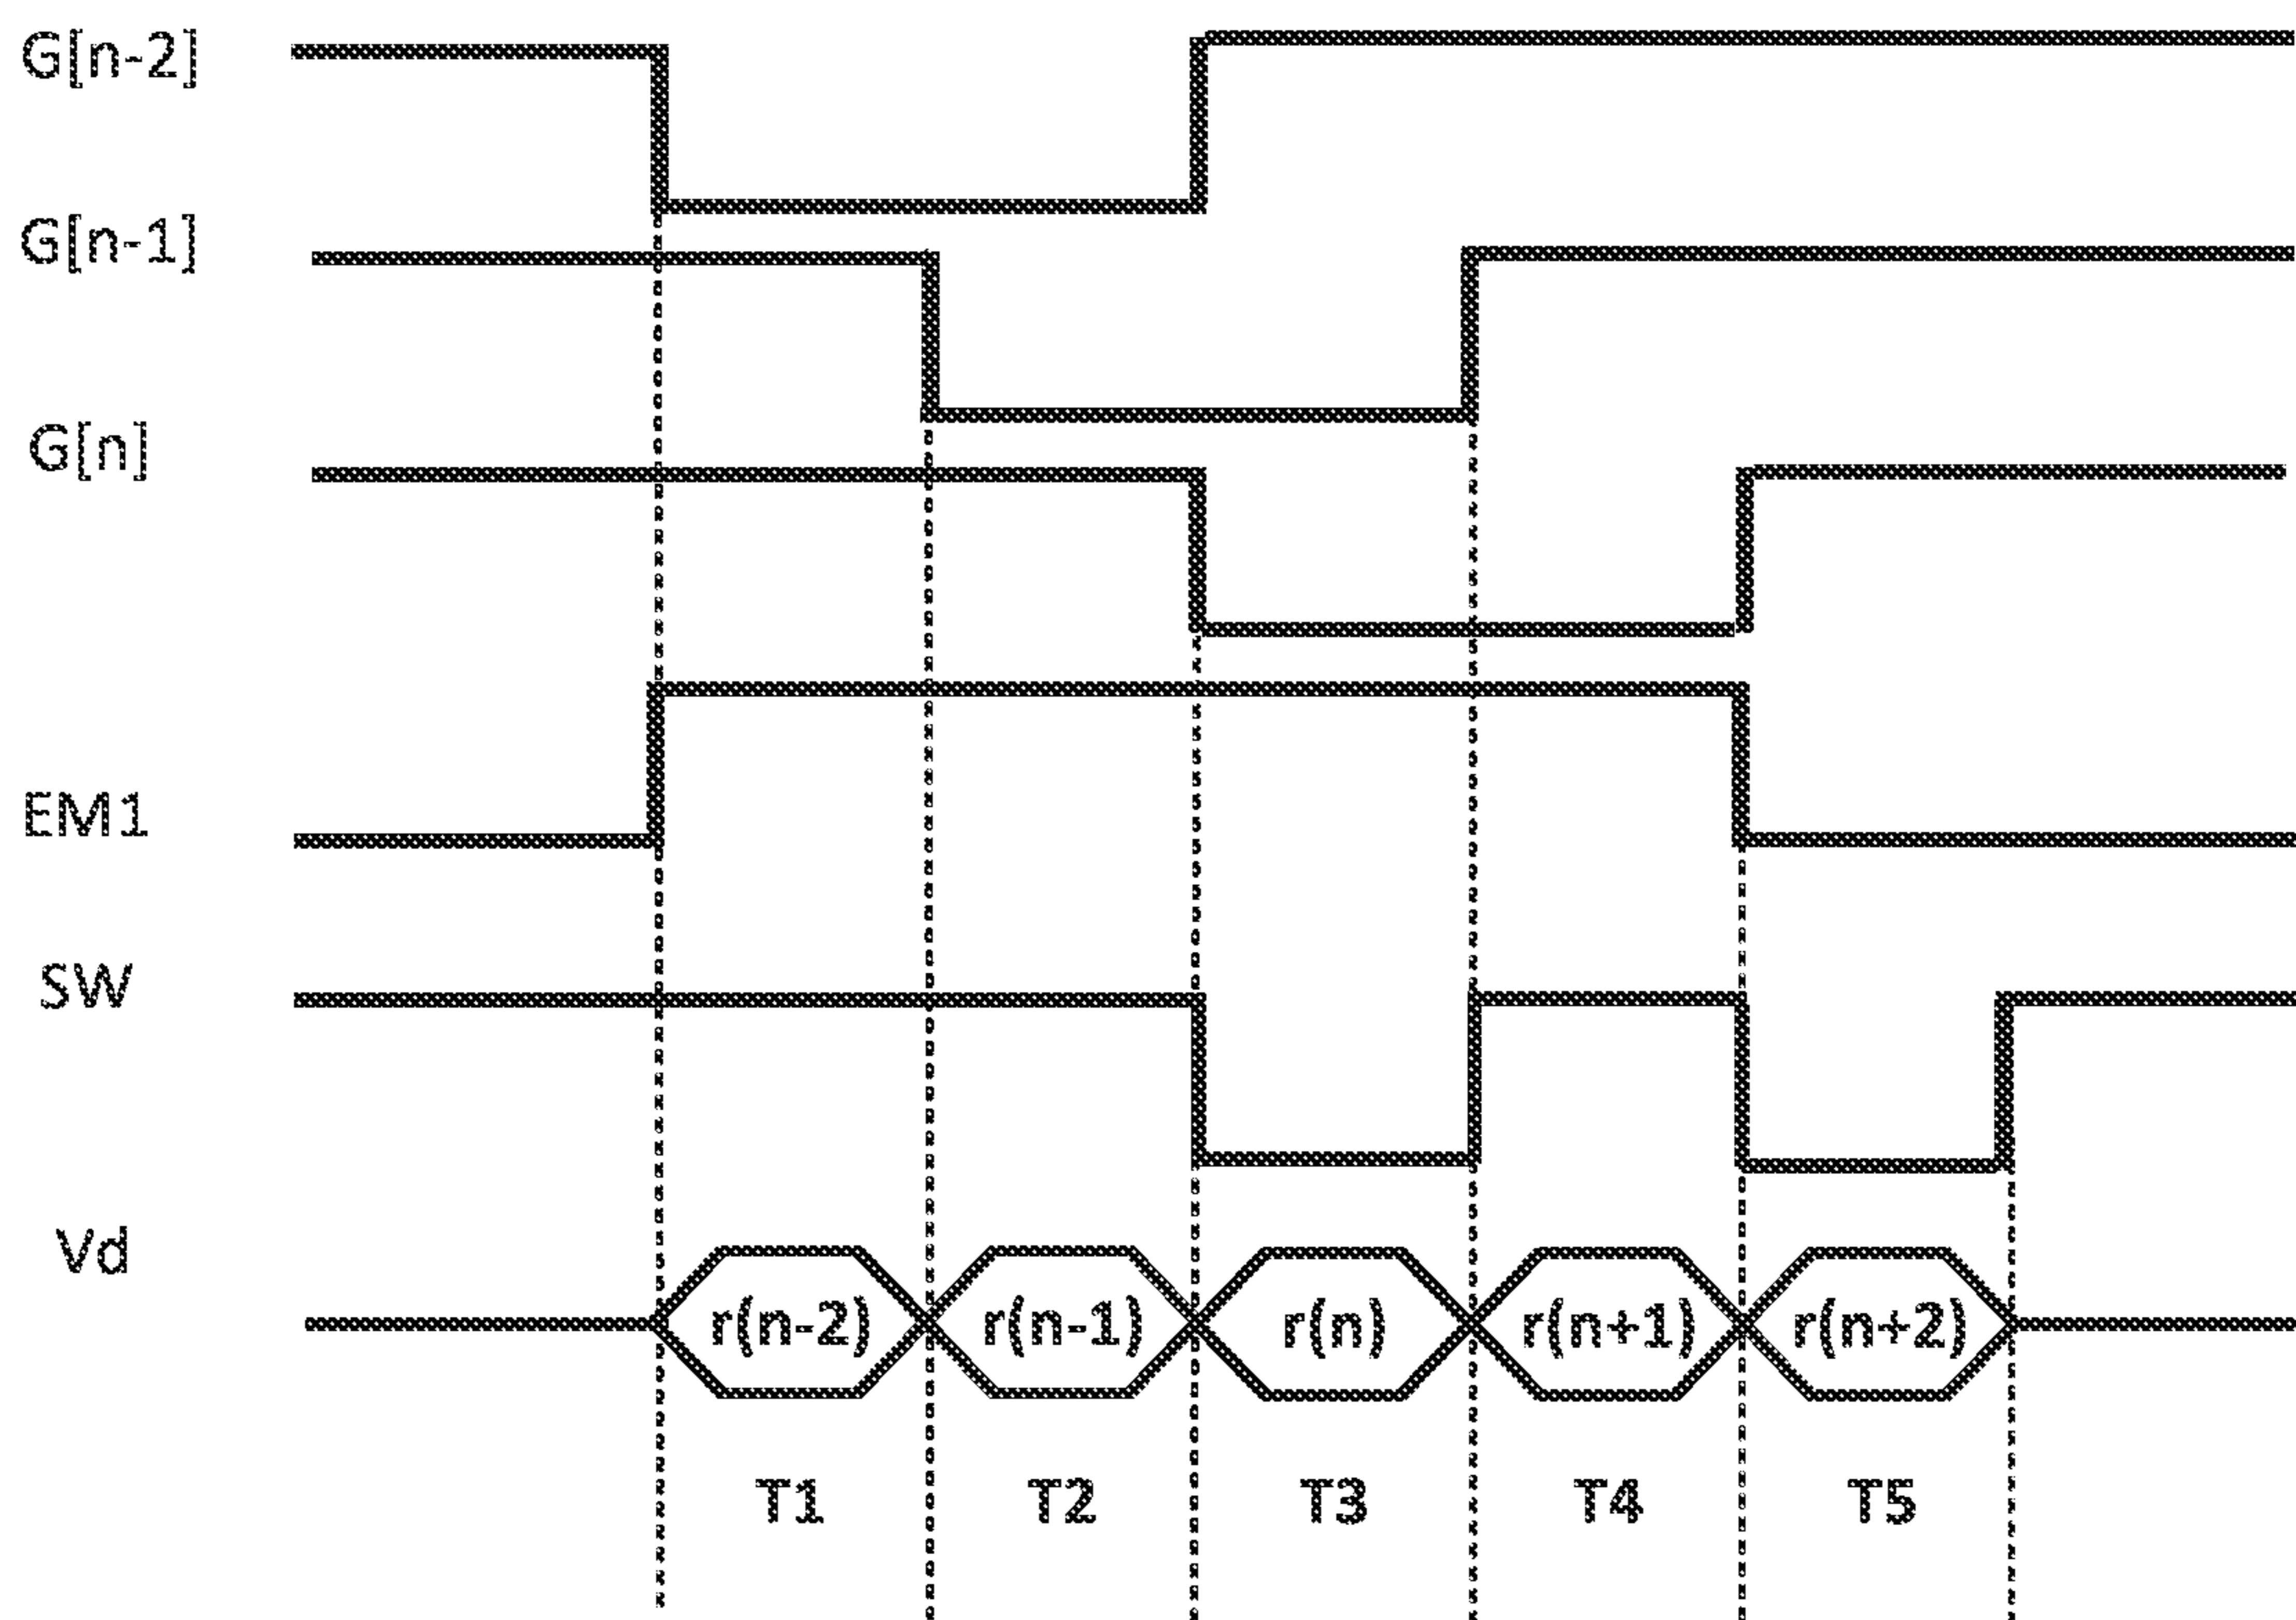 G[n-2]
G[n-1]
G[n]
EM1
SW
Vd
r(n-2) r(n-1) r(n) r(n+1) r(n+2)
T1 T2 T3 T4 T5